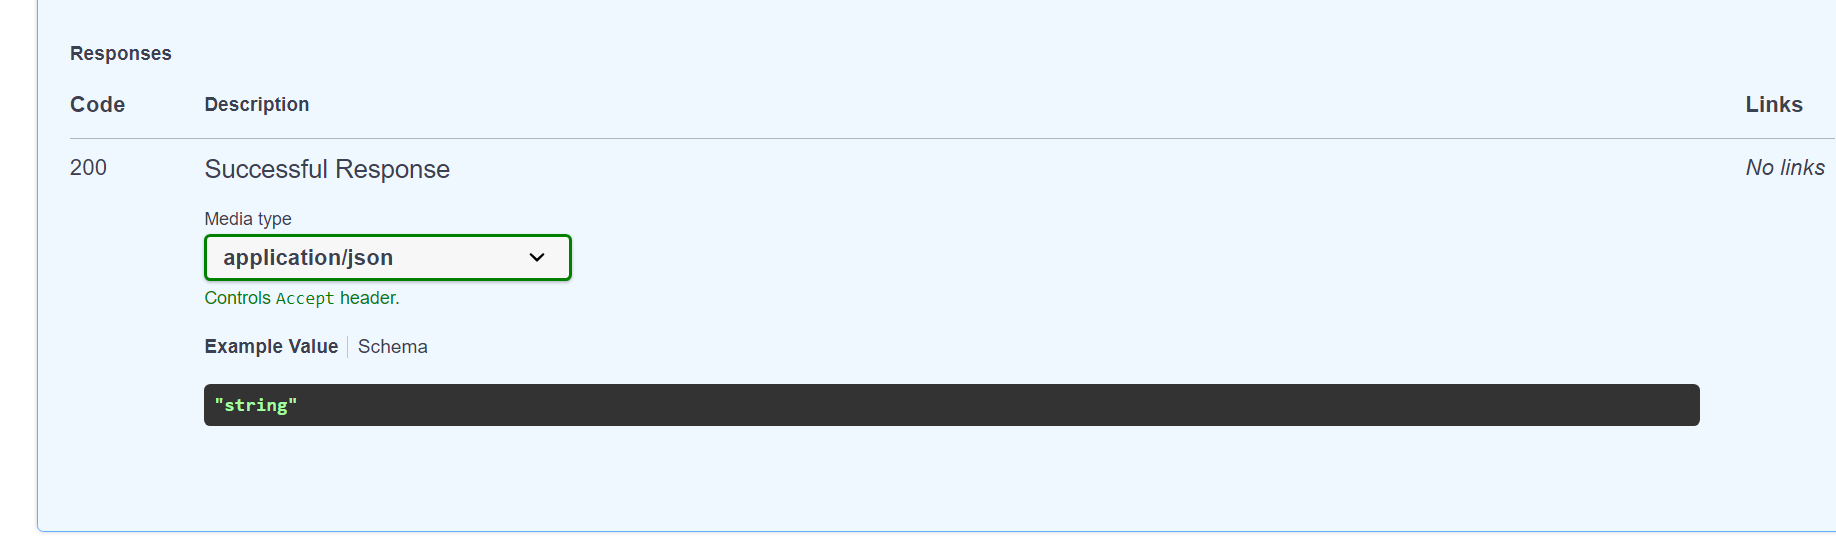 Responses
Code Description Links
200 Successful Response No links
Media type
application/json
Controls Accept header.
Example Value Schema
"string"